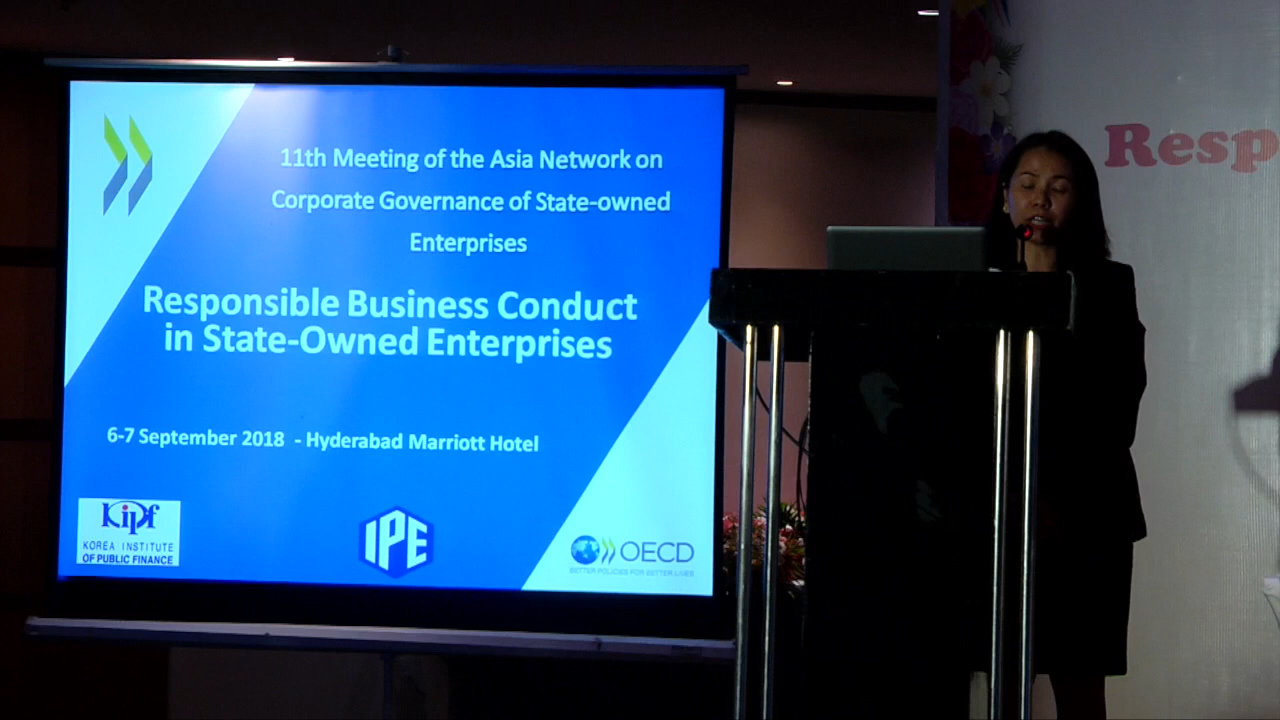 11th Meeting of the Asia Network on
Corporate Governance of State-owned
Enterprises
Responsible Business Conduct
in State-Owned Enterprises
6-7 September 2018 - Hyderabad Marriott Hotel
Kipf
KOREA INSTITUTE
OF PUBLIC FINANCE
IPE
OECD
BETTER POLICIES FOR BETTER LIVES
Resp